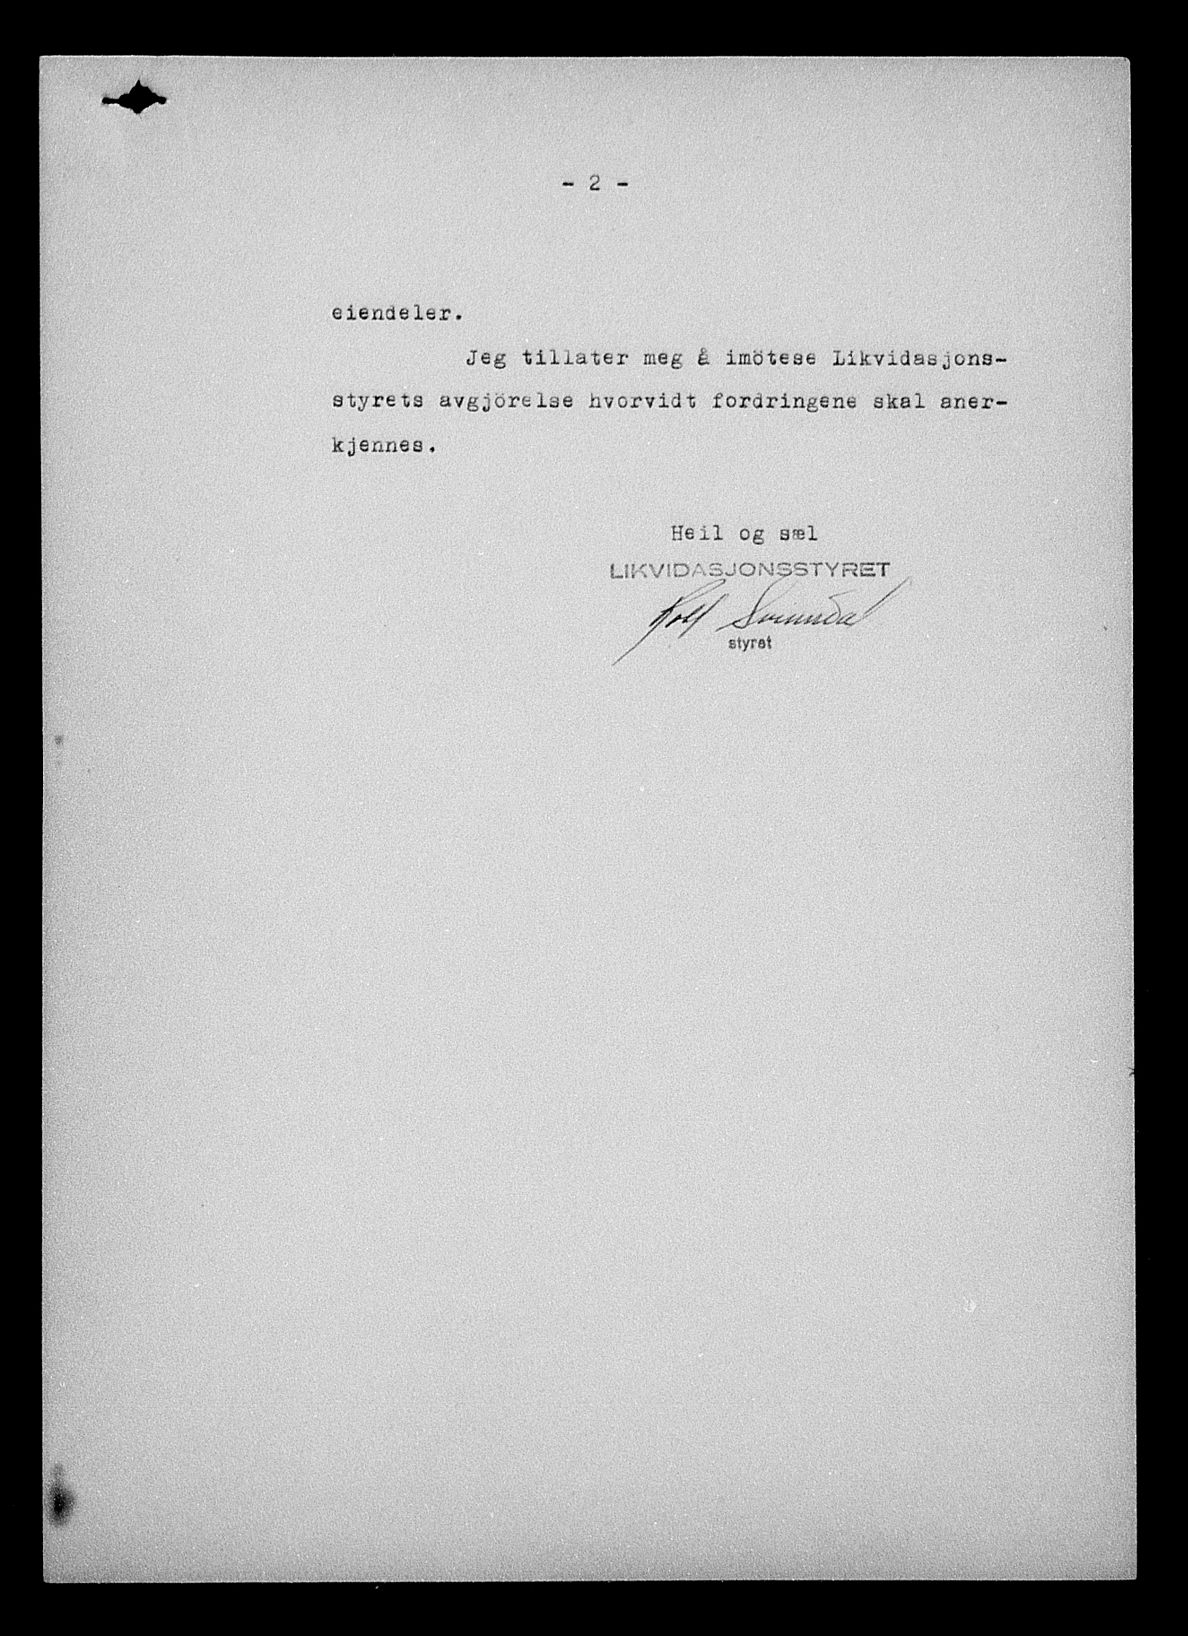 - 2 -
eiendeler.
Jeg tillater meg å imötese Likvidasjons-
styrets avgjörelse hvorvidt fordringene skal aner-
kjennes.
Heil og sæl
LIKVIDASJONSSTYRET
Rolf
styret